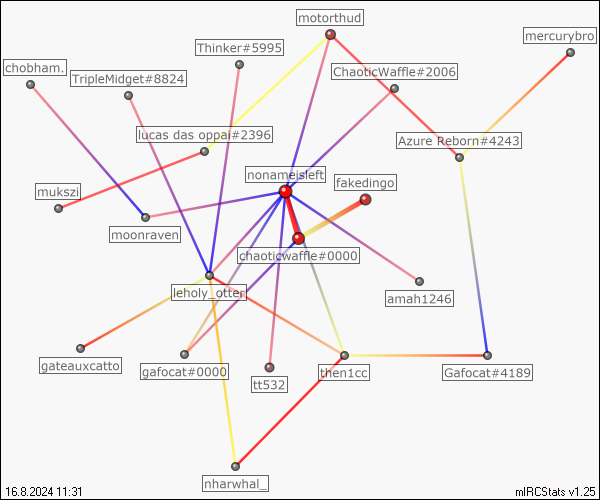 motorthud
mercurybro
Thinker#5995
chobham.
ChaoticWaffle#2006
TripleMidget#8824
lucas das oppai#2396
Azure Reborn#4243
nonameisleft
fakedingo
mukszi
moonraven
chaoticwaffle#0000
leholy_otter
amah1246
gateauxcatto
gafocat#0000
then1cc
Gafocat#4189
tt532
nharwhal_
16.8.2024 11:31
mIRCStats v1.25